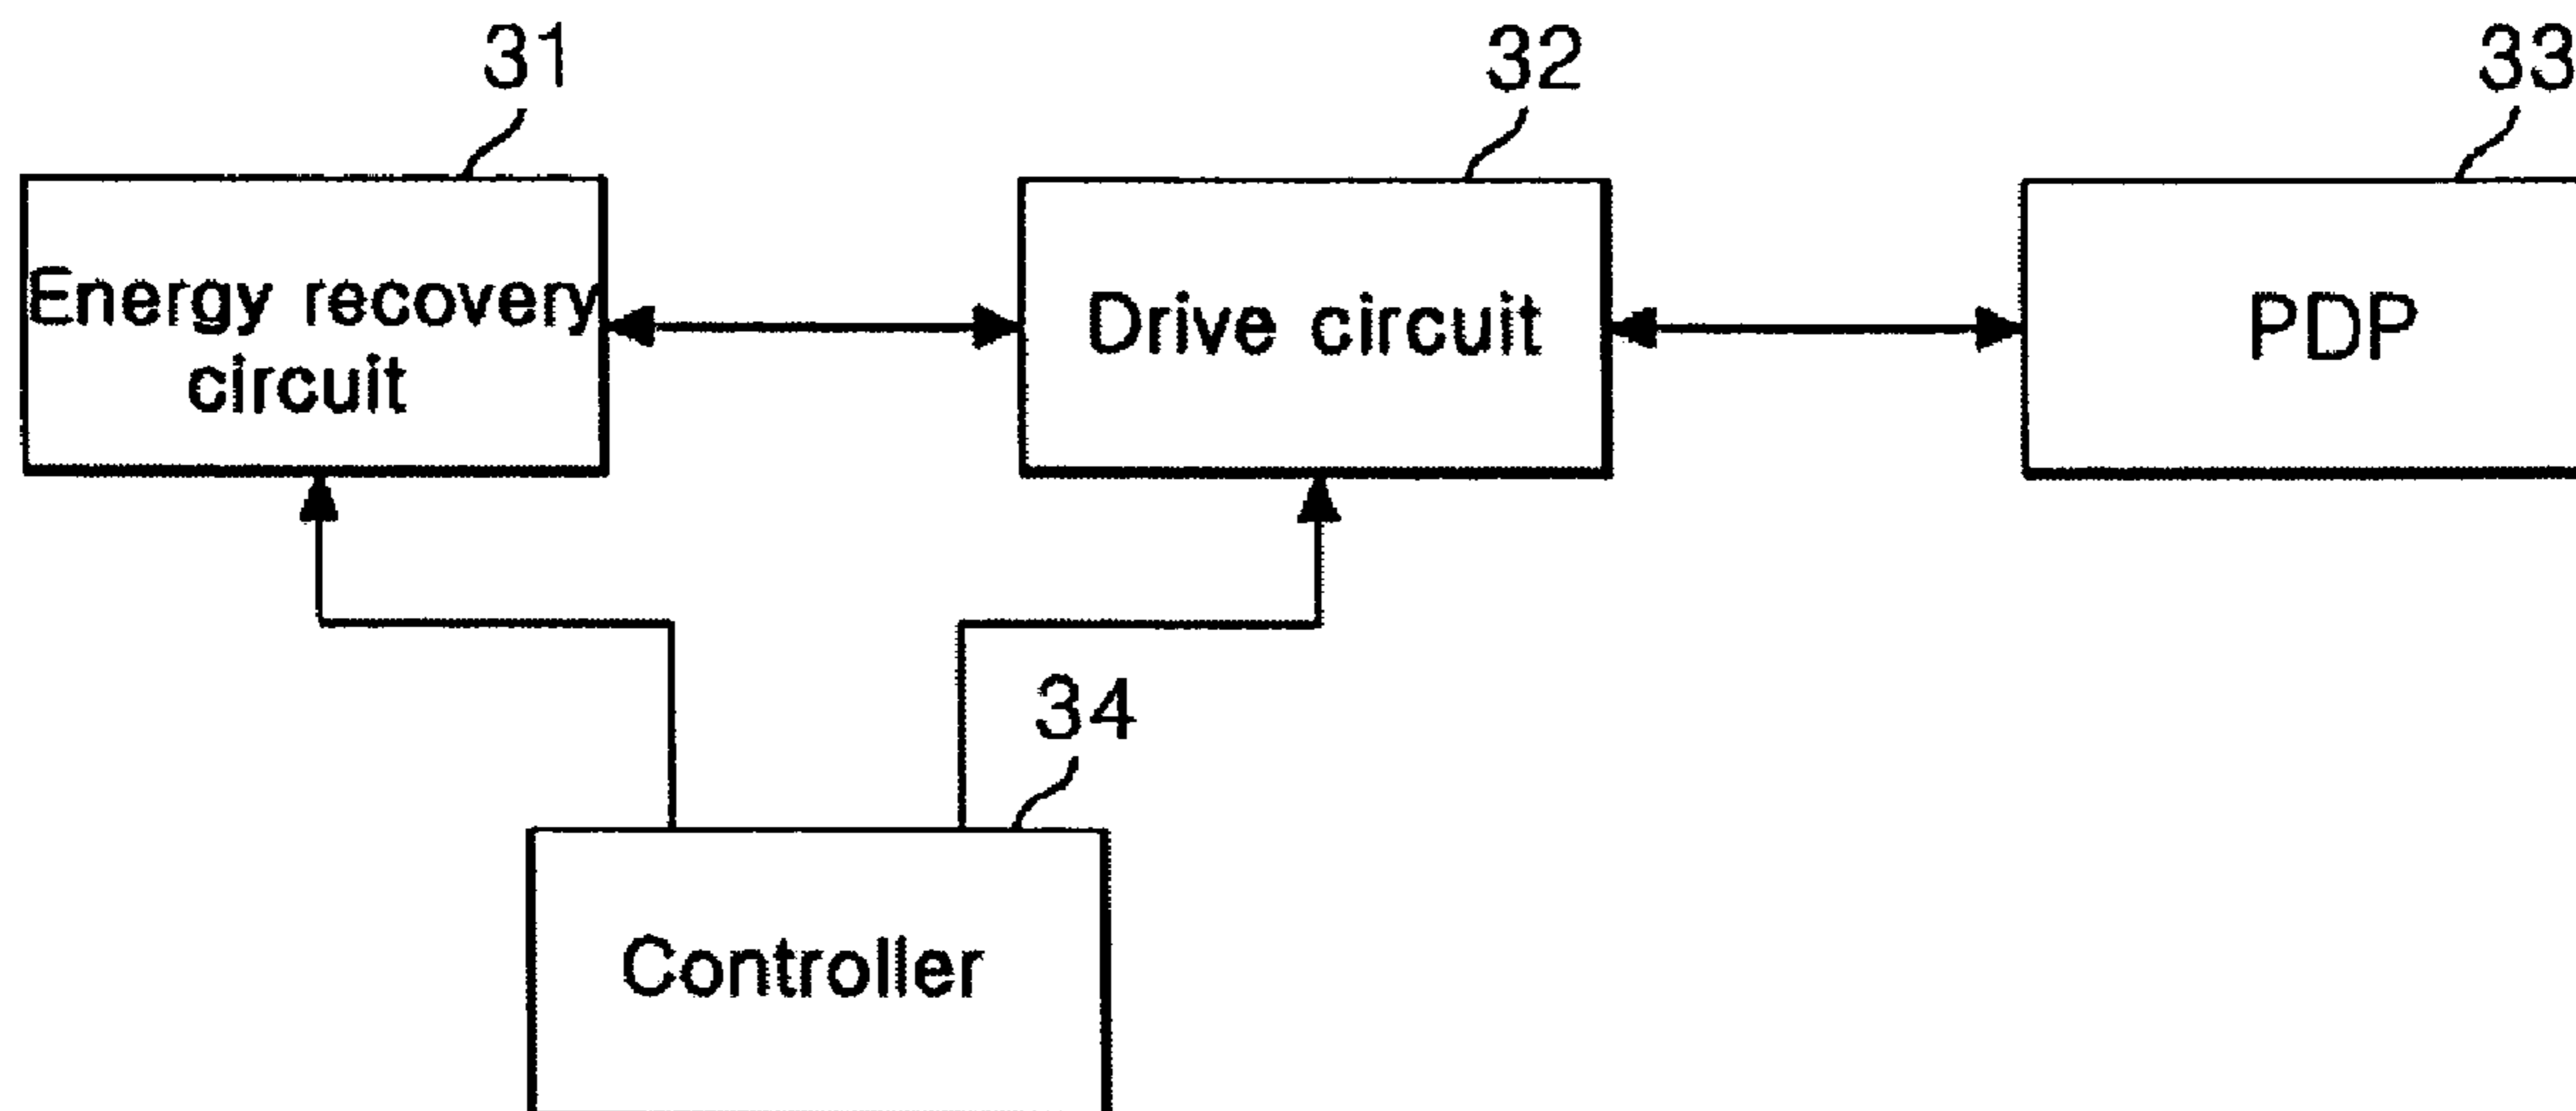 31
32
33
Energy recovery
circuit
Drive circuit
PDP
34
Controller